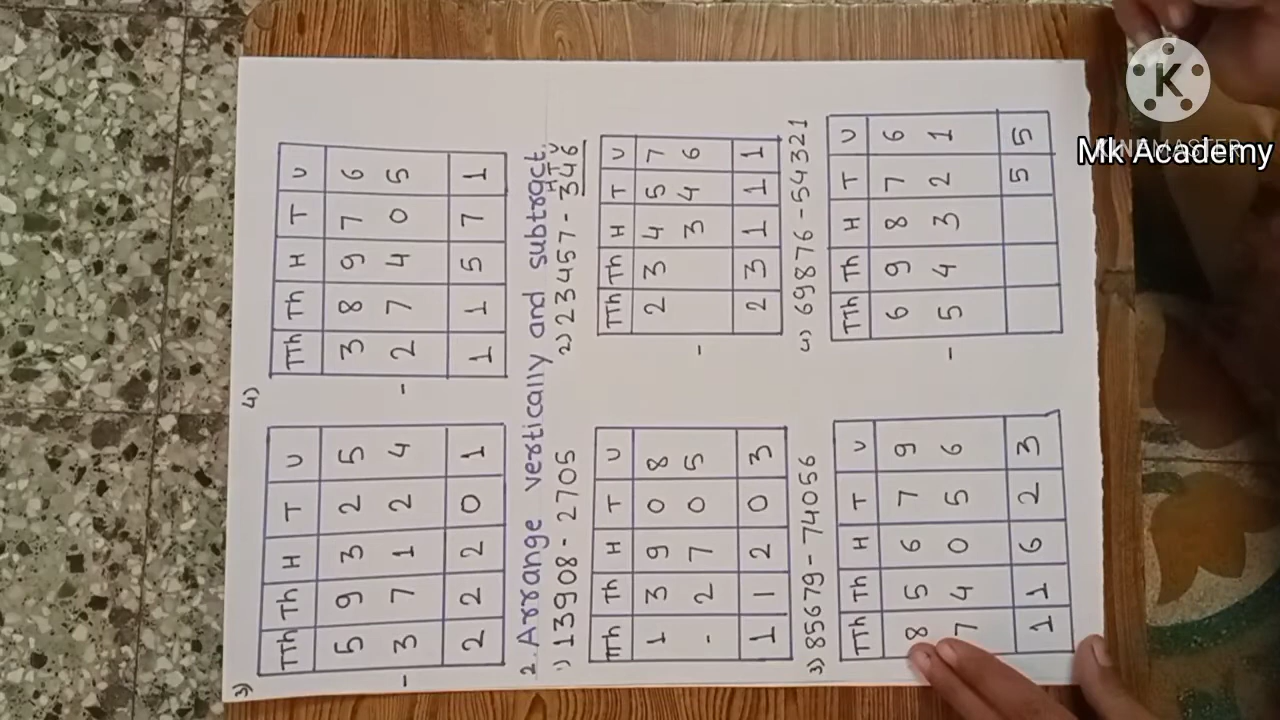 3)
TTh Th H T U
5 9 3 2 5
- 3 7 1 2 4
2 2 2 0 1
4)
TTh Th H T U
3 8 9 7 6
- 2 7 4 0 5
1 1 5 7 1
2. Arrange vertically and subtract.
1) 13908 - 2705
TTh Th H T U
1 3 9 0 8
- 2 7 0 5
1 1 2 0 3
H T U
2) 23457 - 346
TTh Th H T U
2 3 4 5 7
- 3 4 6
2 3 1 1 1
3) 85679 - 74056
TTh Th H T U
8 5 6 7 9
7 4 0 5 6
1 1 6 2 3
4) 69876 - 54321
TTh Th H T U
6 9 8 7 6
- 5 4 3 2 1
5 5
K
KINEMASTER
Mk Academy